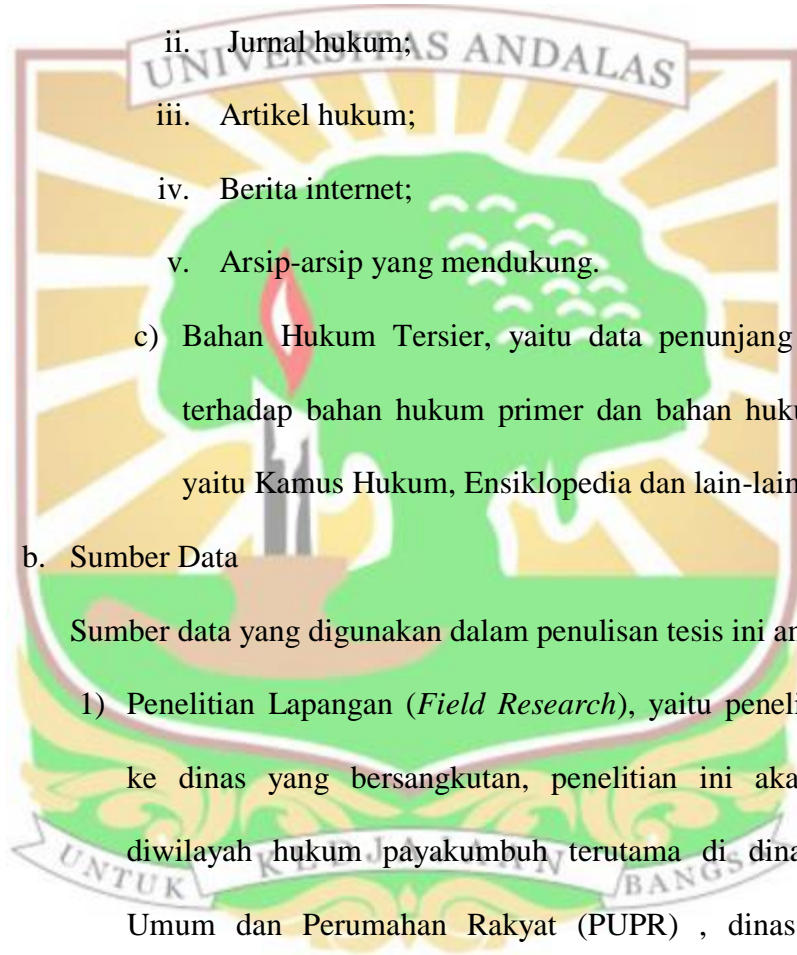 ii. Jurnal hukum;
UNIVERSITAS ANDALAS
iii. Artikel hukum;
iv. Berita internet;
v. Arsip-arsip yang mendukung.
c) Bahan Hukum Tersier, yaitu data penunjang
terhadap bahan hukum primer dan bahan huku
yaitu Kamus Hukum, Ensiklopedia dan lain-lain
b. Sumber Data
Sumber data yang digunakan dalam penulisan tesis ini an
1) Penelitian Lapangan (Field Research), yaitu peneli
ke dinas yang bersangkutan, penelitian ini aka
diwilayah hukum payakumbuh terutama di dina
UNTUK KEDJAJAAN BANGSA
Umum dan Perumahan Rakyat (PUPR) , dinas